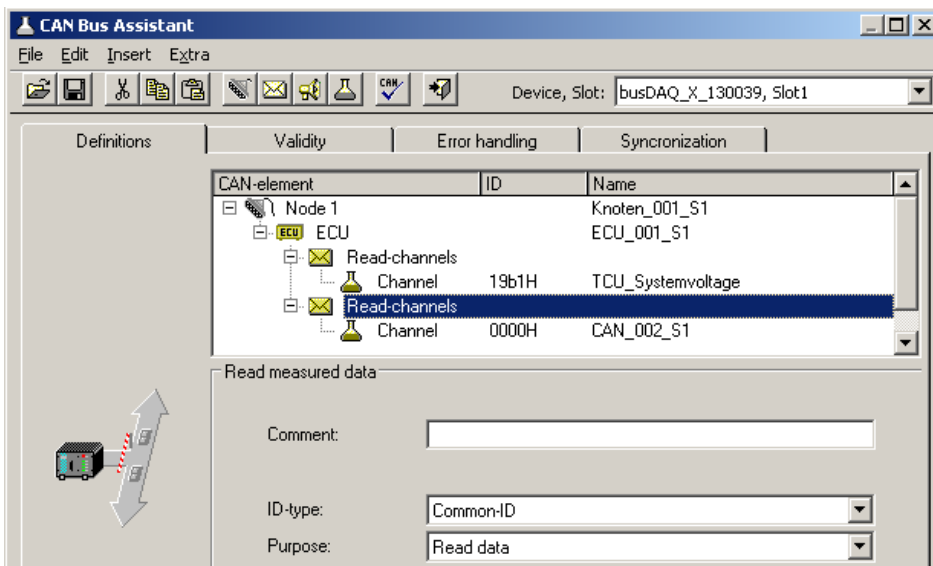 CAN Bus Assistant
File Edit Insert Extra
CAN Device, Slot: busDAQ_X_130039, Slot1
Definitions Validity Error handling Syncronization
CAN-element ID Name
Node 1 Knoten_001_S1
ECU ECU ECU_001_S1
Read-channels
Channel 19b1H TCU_Systemvoltage
Read-channels
Channel 0000H CAN_002_S1
Read measured data
Comment:
ID-type: Common-ID
Purpose: Read data